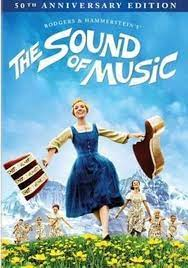 50TH ANNIVERSARY EDITION
RODGERS & HAMMERSTEIN'S
THE SOUND
OF MUSIC